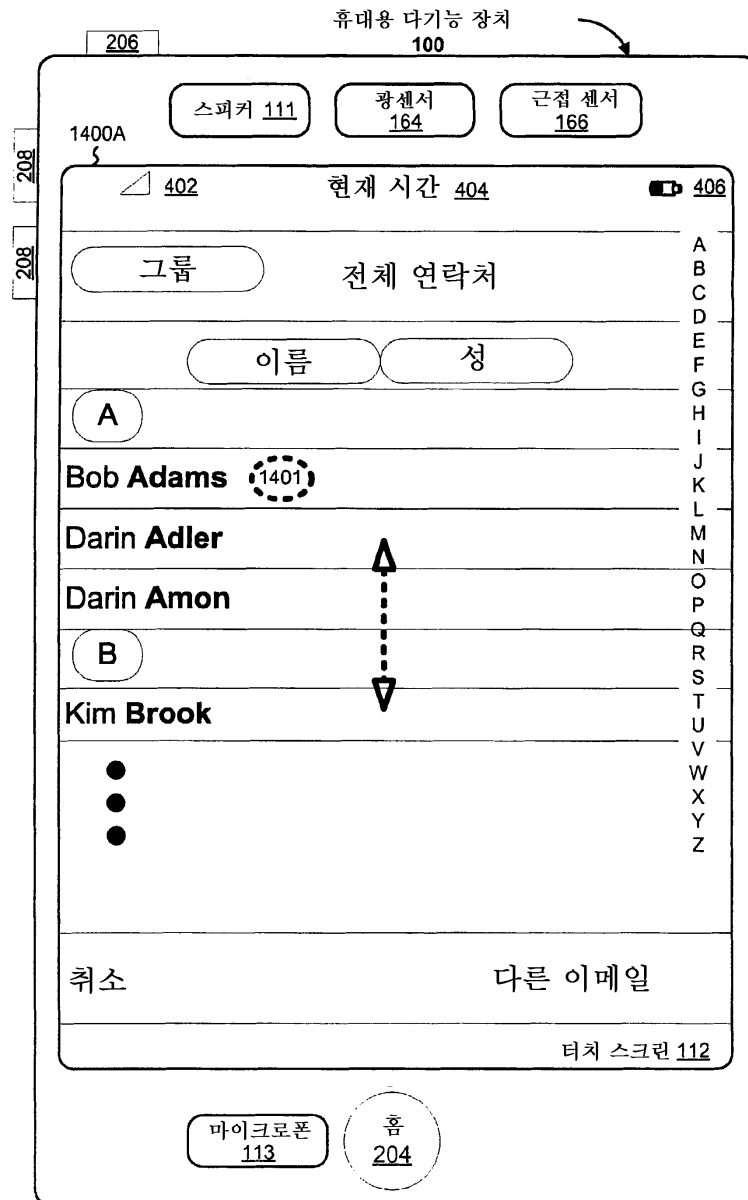 휴대용 다기능 장치
100
206
스피커 111
광센서
164
근접 센서
166
1400A
208
208
402
현재 시간 404
406
그룹
전체 연락처
이름
성
A
Bob Adams
1401
Darin Adler
Darin Amon
B
Kim Brook
A
B
C
D
E
F
G
H
I
J
K
L
M
N
O
P
Q
R
S
T
U
V
W
X
Y
Z
취소
다른 이메일
터치 스크린 112
마이크로폰
113
홈
204